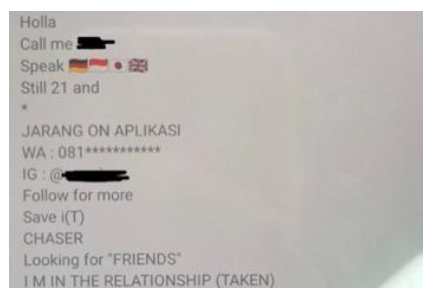 Holla
Call me
Speak 🇩🇪🇮🇩🇯🇵🇬🇧
Still 21 and
*
JARANG ON APLIKASI
WA : 081***********
IG : @
Follow for more
Save i(T)
CHASER
Looking for "FRIENDS"
I M IN THE RELATIONSHIP (TAKEN)